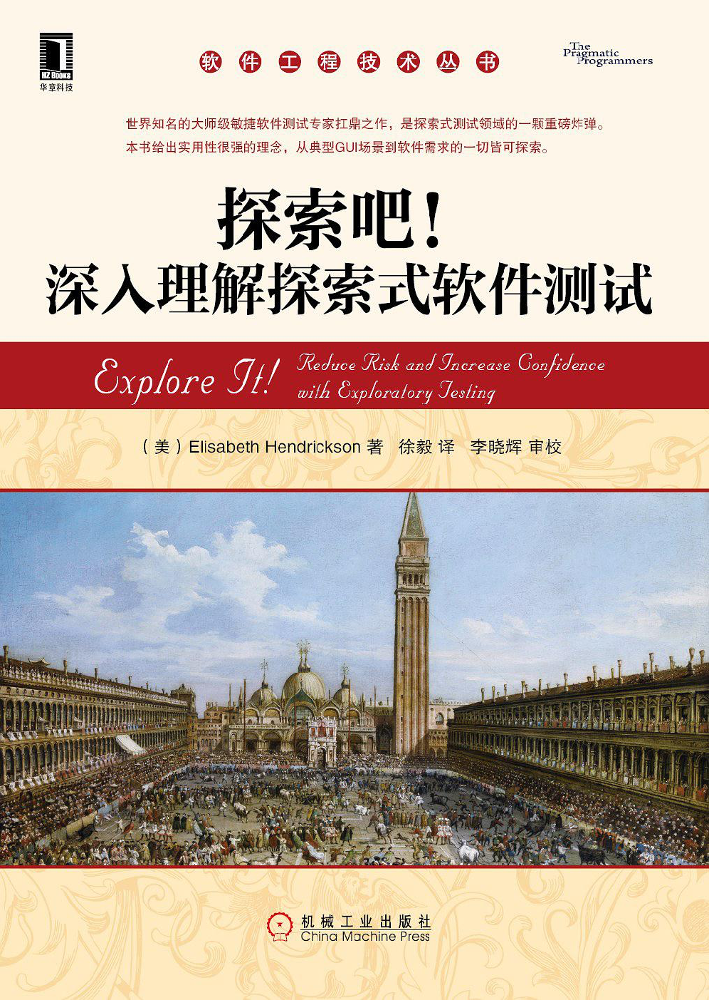 HZ BOOKS
华章科技
软件工程技术丛书
The
Pragmatic
Programmers
世界知名的大师级敏捷软件测试专家扛鼎之作，是探索式测试领域的一颗重磅炸弹。
本书给出实用性很强的理念，从典型GUI场景到软件需求的一切皆可探索。
探索吧！
深入理解探索式软件测试
Explore It!
Reduce Risk and Increase Confidence
with Exploratory Testing
（美）Elisabeth Hendrickson 著 徐毅 译 李晓辉 审校
机械工业出版社
China Machine Press